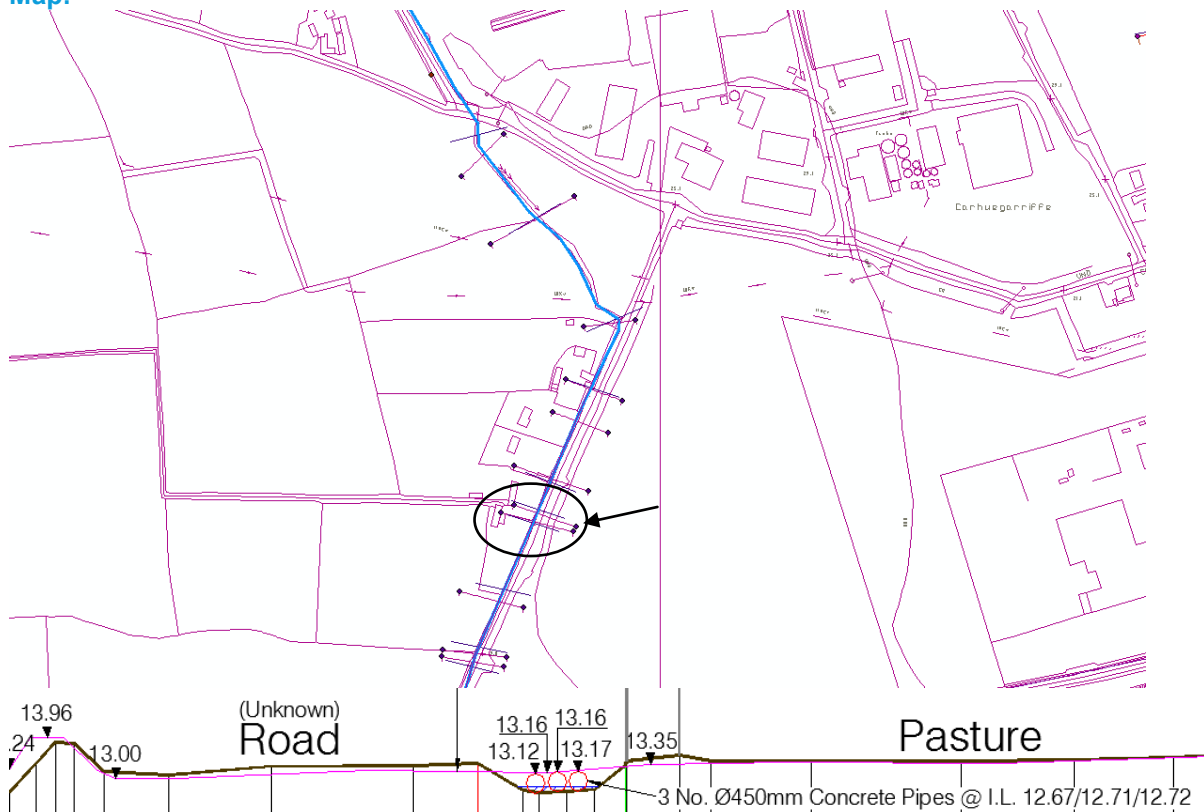 Map:
Carhuegarriffe
UND
13.96
(Unknown)
Road
13.16 13.16
13.12
13.17
13.35
Pasture
.24
13.00
3 No. Ø450mm Concrete Pipes @ I.L. 12.67/12.71/12.72